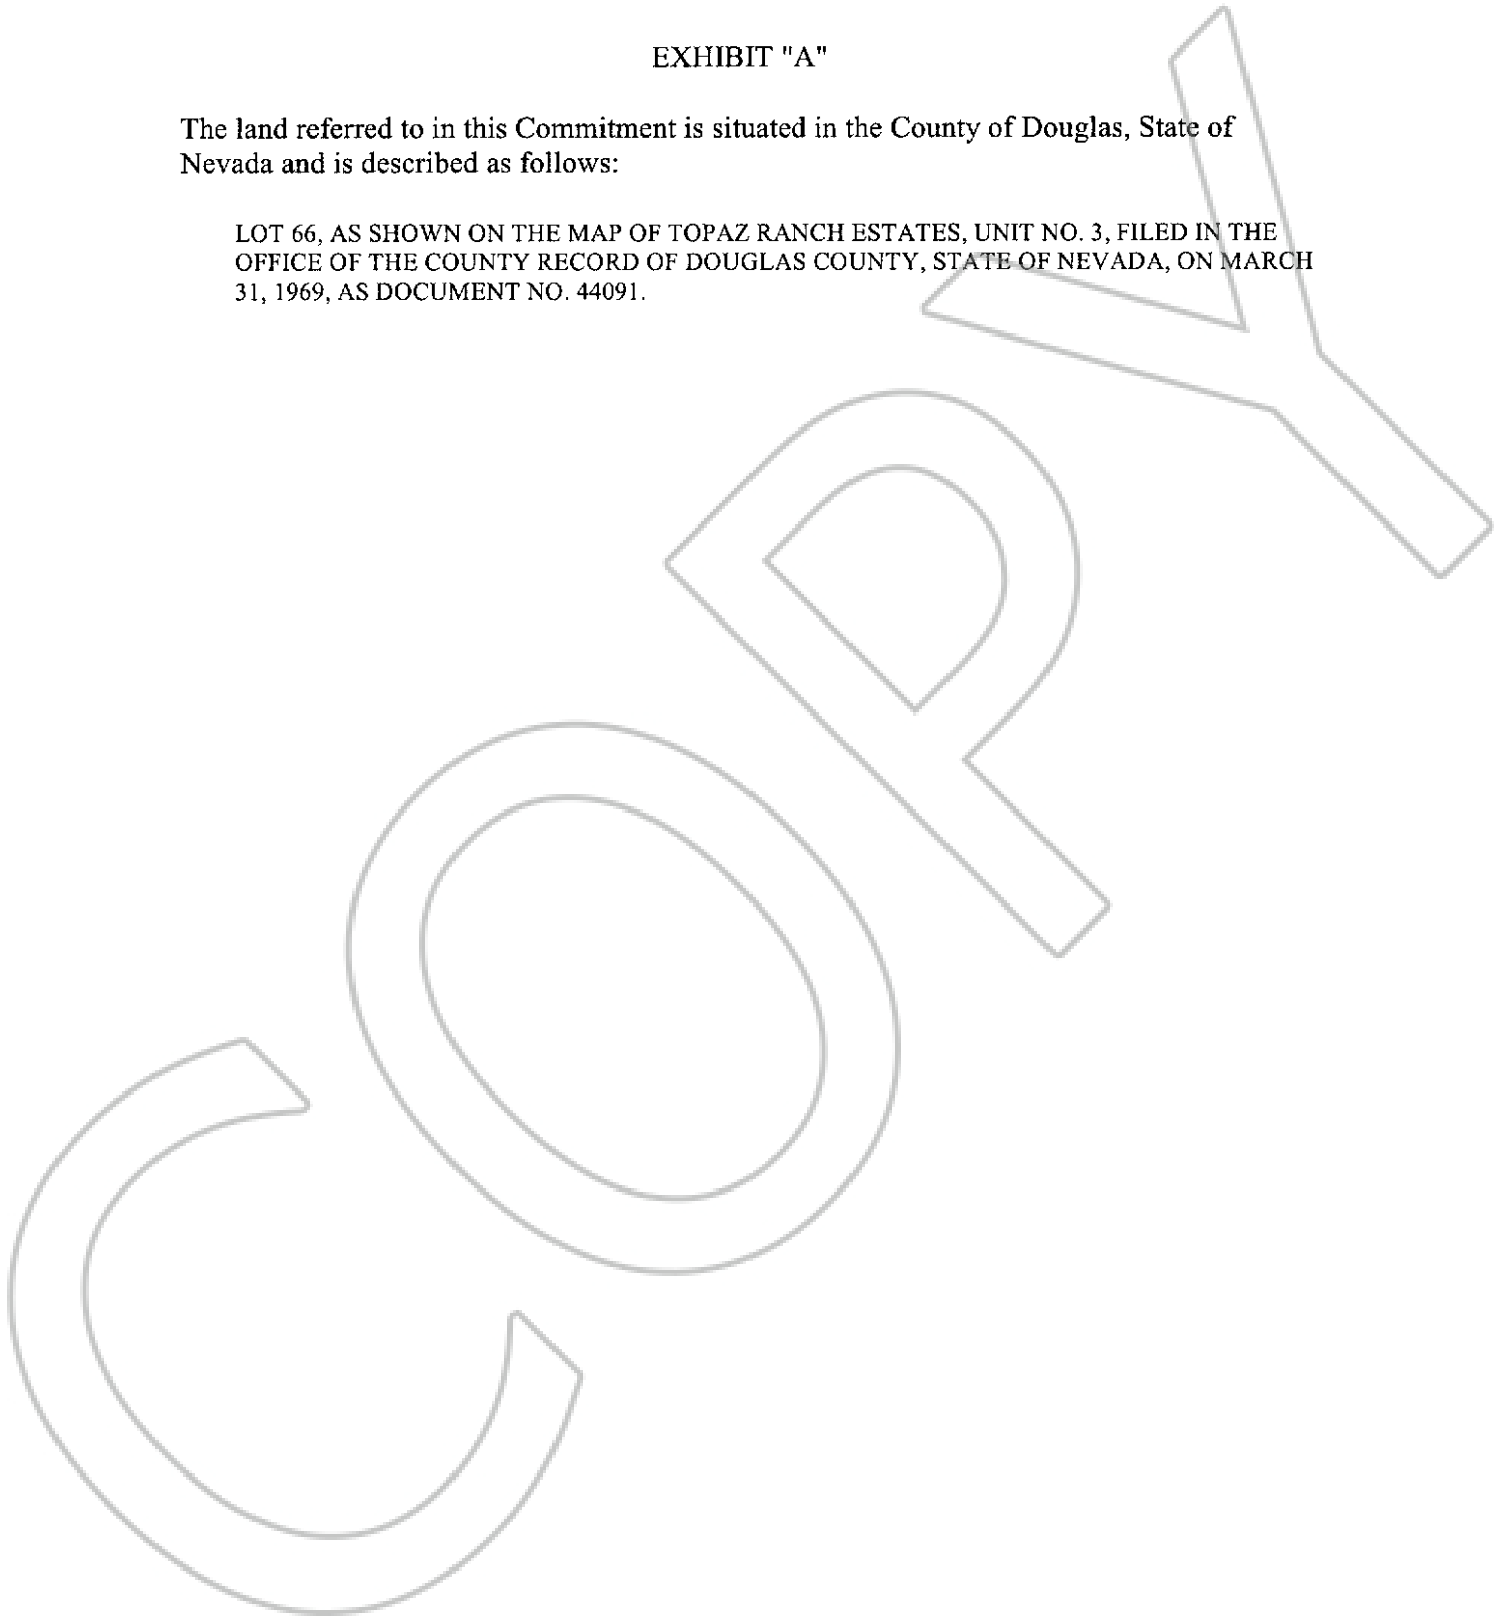 EXHIBIT "A"
The land referred to in this Commitment is situated in the County of Douglas, State of
Nevada and is described as follows:
LOT 66, AS SHOWN ON THE MAP OF TOPAZ RANCH ESTATES, UNIT NO. 3, FILED IN THE
OFFICE OF THE COUNTY RECORD OF DOUGLAS COUNTY, STATE OF NEVADA, ON MARCH
31, 1969, AS DOCUMENT NO. 44091.
COPY